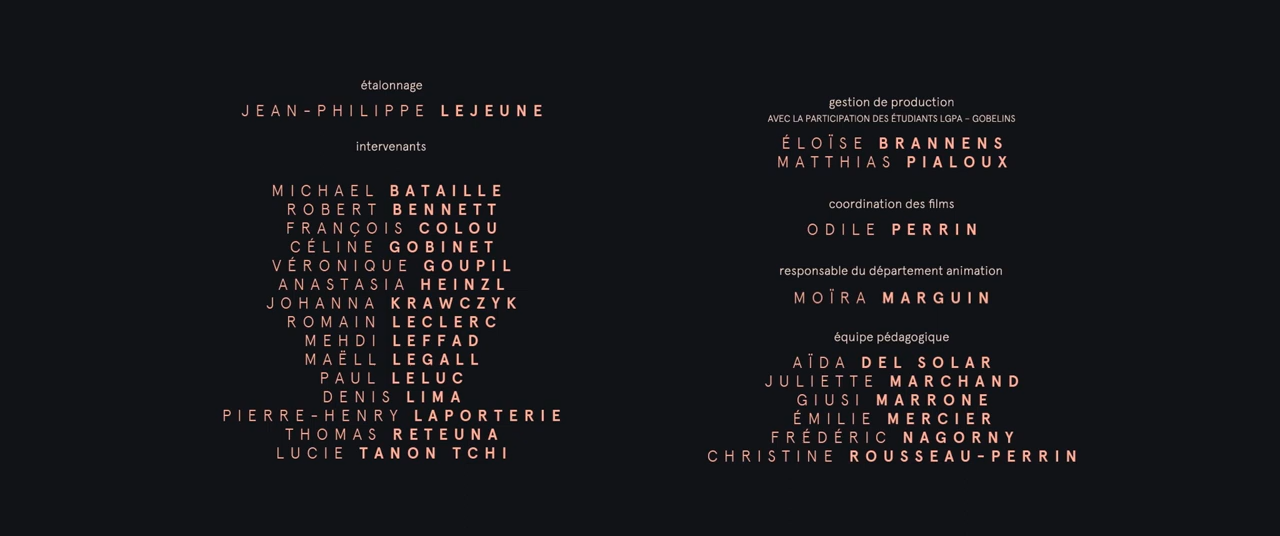 étalonnage
JEAN-PHILIPPE LEJEUNE
intervenants
MICHAEL BATAILLE
ROBERT BENNETT
FRANÇOIS COLOU
CÉLINE GOBINET
VÉRONIQUE GOUPIL
ANASTASIA HEINZL
JOHANNA KRAWCZYK
ROMAIN LECLERC
MEHDI LEFFAD
MAËLL LEGALL
PAUL LELUC
DENIS LIMA
PIERRE-HENRY LAPORTERIE
THOMAS RETEUNA
LUCIE TANON TCHI
gestion de production
AVEC LA PARTICIPATION DES ÉTUDIANTS LGPA – GOBELINS
ÉLOÏSE BRANNENS
MATTHIAS PIALOUX
coordination des films
ODILE PERRIN
responsable du département animation
MOÏRA MARGUIN
équipe pédagogique
AÏDA DEL SOLAR
JULIETTE MARCHAND
GIUSI MARRONE
ÉMILIE MERCIER
FRÉDÉRIC NAGORNY
CHRISTINE ROUSSEAU-PERRIN